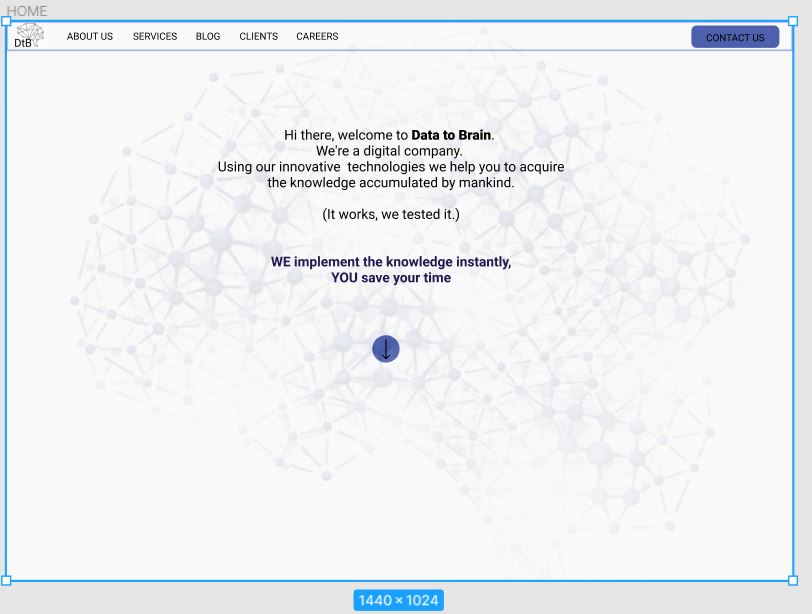 HOME
DtB
ABOUT US
SERVICES
BLOG
CLIENTS
CAREERS
CONTACT US
Hi there, welcome to Data to Brain.
We're a digital company.
Using our innovative technologies we help you to acquire
the knowledge accumulated by mankind.
(It works, we tested it.)
WE implement the knowledge instantly,
YOU save your time
1440 × 1024